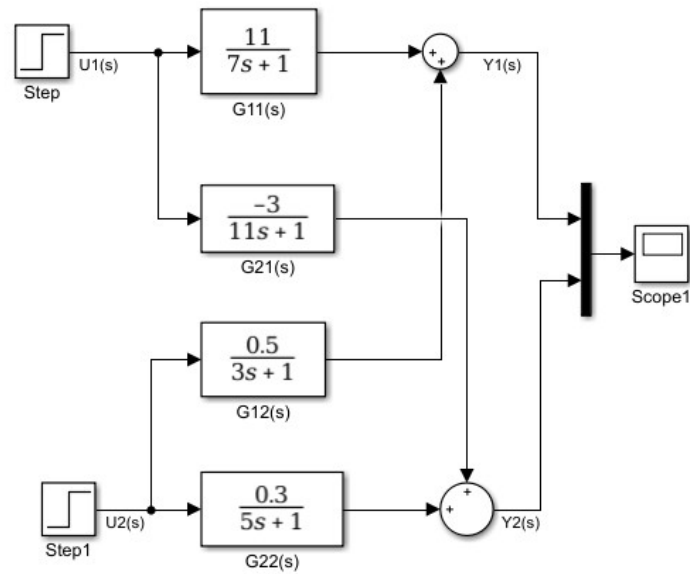 Step
U1(s)
11
7s + 1
G11(s)
+
+
Y1(s)
−3
11s + 1
G21(s)
Scope1
0.5
3s + 1
G12(s)
Step1
U2(s)
0.3
5s + 1
G22(s)
+
+
Y2(s)